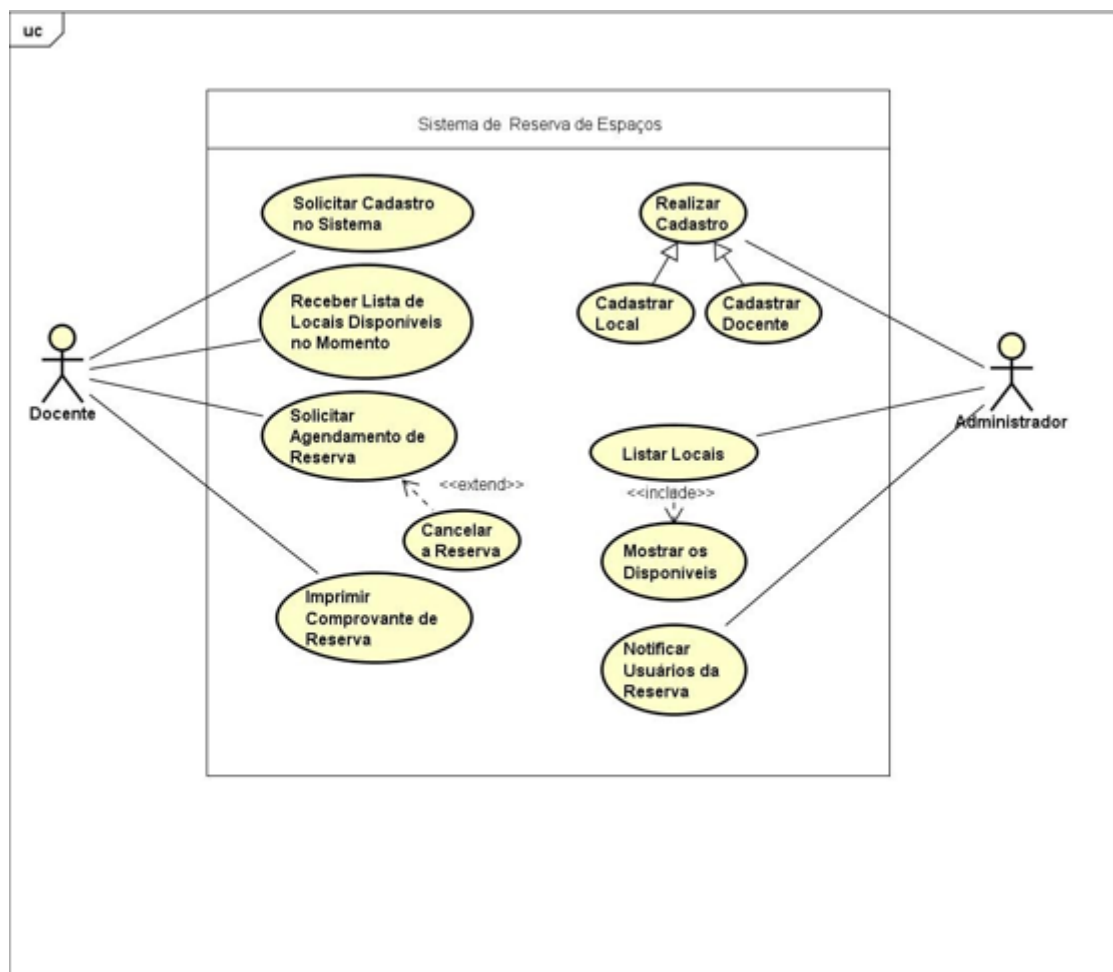 uc
Sistema de Reserva de Espaços
Solicitar Cadastro
no Sistema
Realizar
Cadastro
Receber Lista de
Locais Disponíveis
no Momento
Cadastrar
Local
Cadastrar
Docente
Docente
Solicitar
Agendamento de
Reserva
Administrador
Listar Locais
<<extend>>
<<include>>
Cancelar
a Reserva
Mostrar os
Disponíveis
Imprimir
Comprovante de
Reserva
Notificar
Usuários da
Reserva